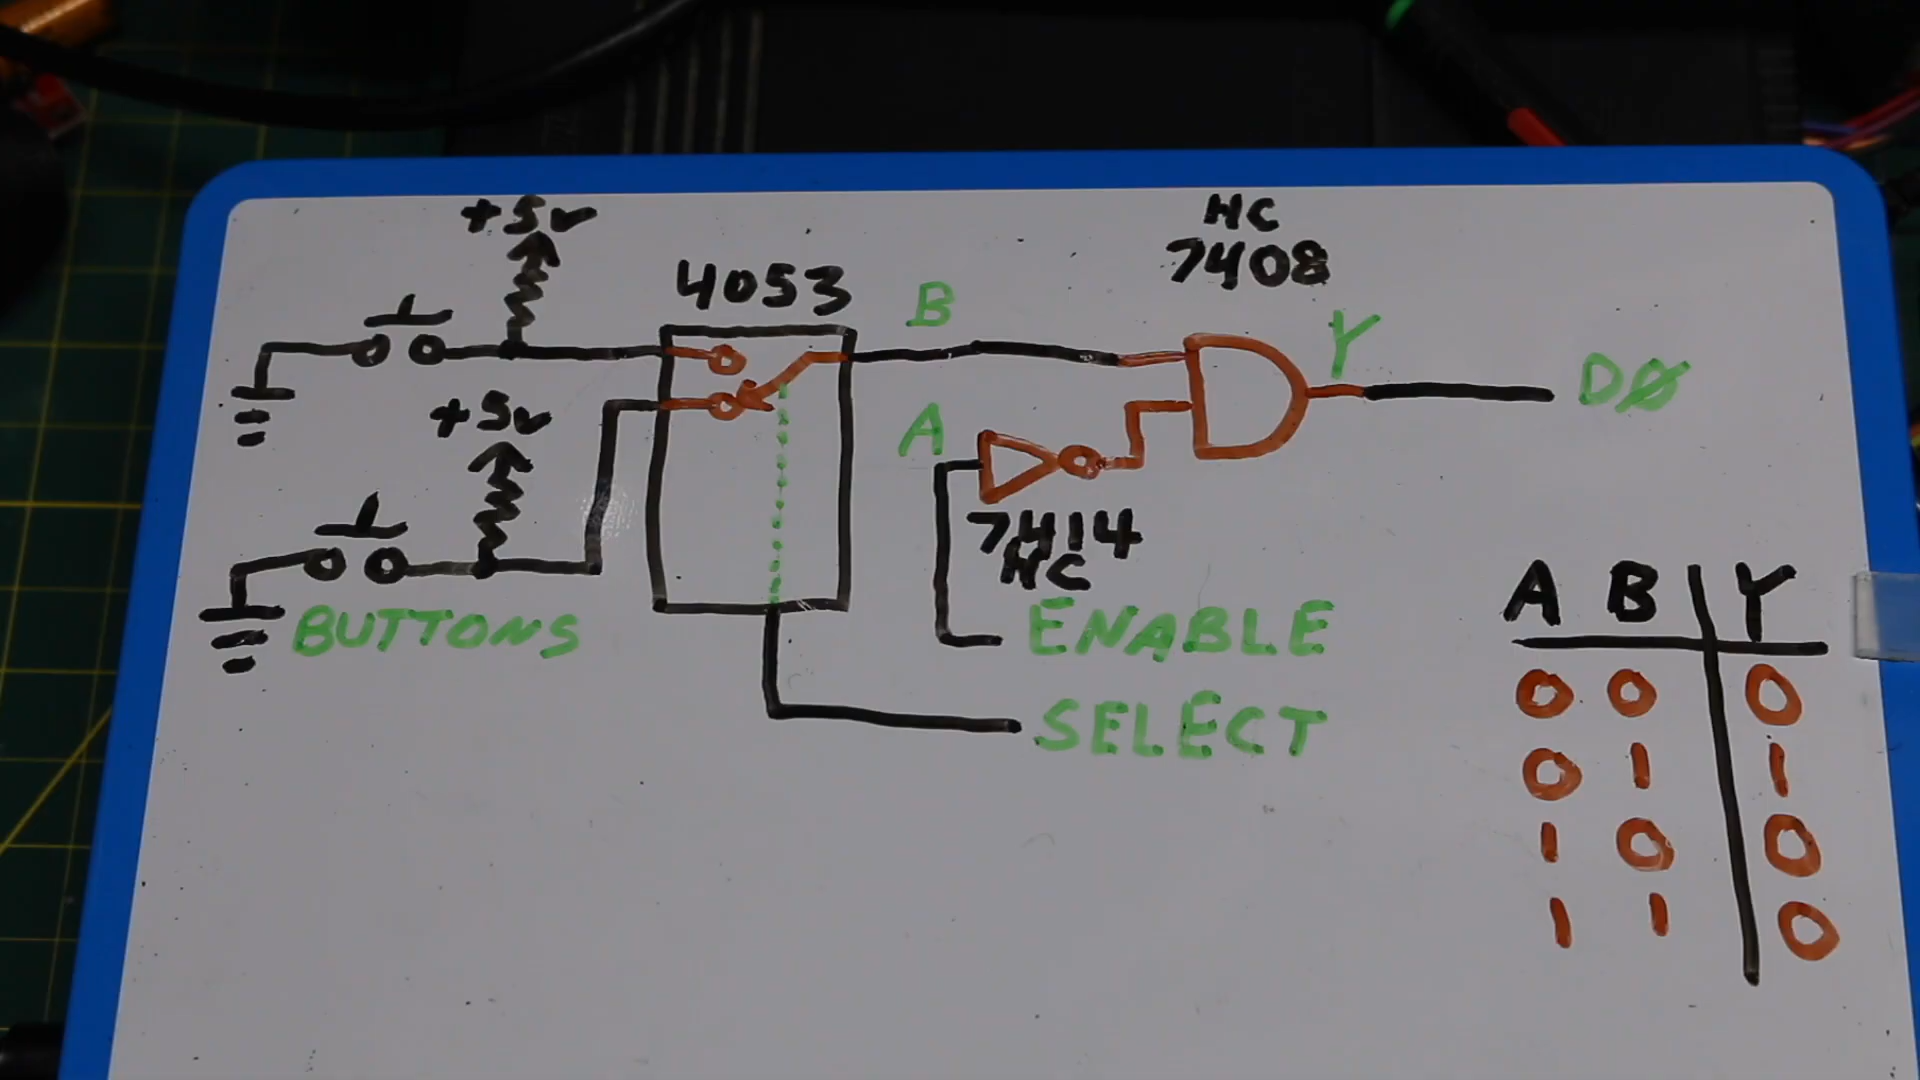 +5v
HC
7408
4053
B
Y
DØ
+5v
A
7414
HC
BUTTONS
ENABLE
SELECT
A B Y
0 0 0
0 1 1
1 0 0
1 1 0